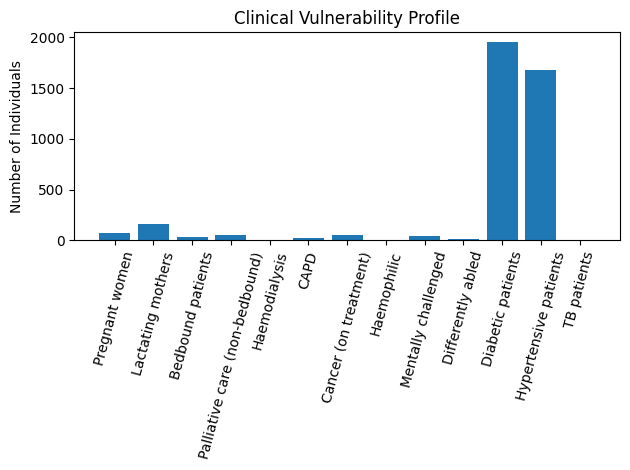 Clinical Vulnerability Profile
Number of Individuals
2000
1500
1000
500
0
Pregnant women
Lactating mothers
Bedbound patients
Palliative care (non-bedbound)
Haemodialysis
CAPD
Cancer (on treatment)
Haemophilic
Mentally challenged
Differently abled
Diabetic patients
Hypertensive patients
TB patients